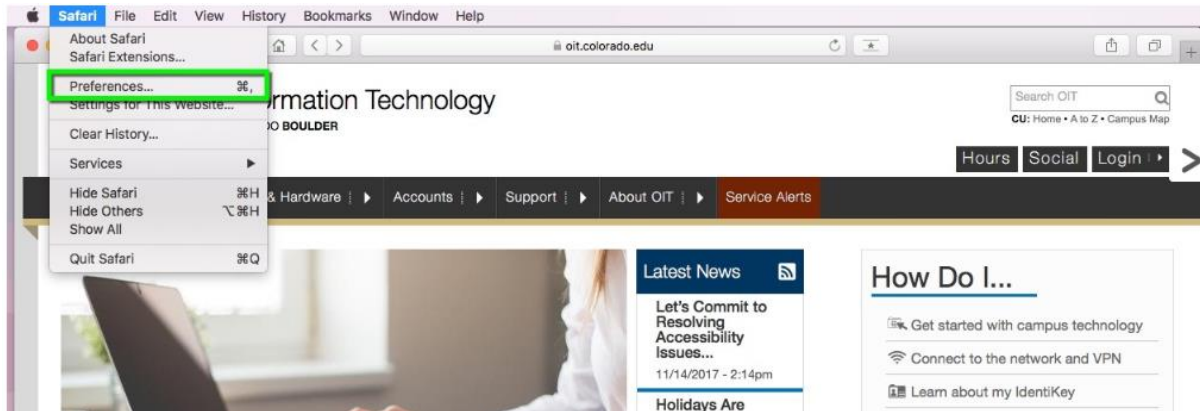 Safari File Edit View History Bookmarks Window Help
About Safari
Safari Extensions...
Preferences... ⌘,
Settings for This Website...
Clear History...
Services ▶
Hide Safari ⌘H
Hide Others ⌥⌘H
Show All
Quit Safari ⌘Q
oit.colorado.edu
Technology
BOULDER
Search OIT
CU: Home • A to Z • Campus Map
Hours Social Login
& Hardware Accounts Support About OIT Service Alerts
Latest News
Let's Commit to
Resolving
Accessibility
Issues...
11/14/2017 - 2:14pm
Holidays Are
How Do I...
Get started with campus technology
Connect to the network and VPN
Learn about my IdentiKey